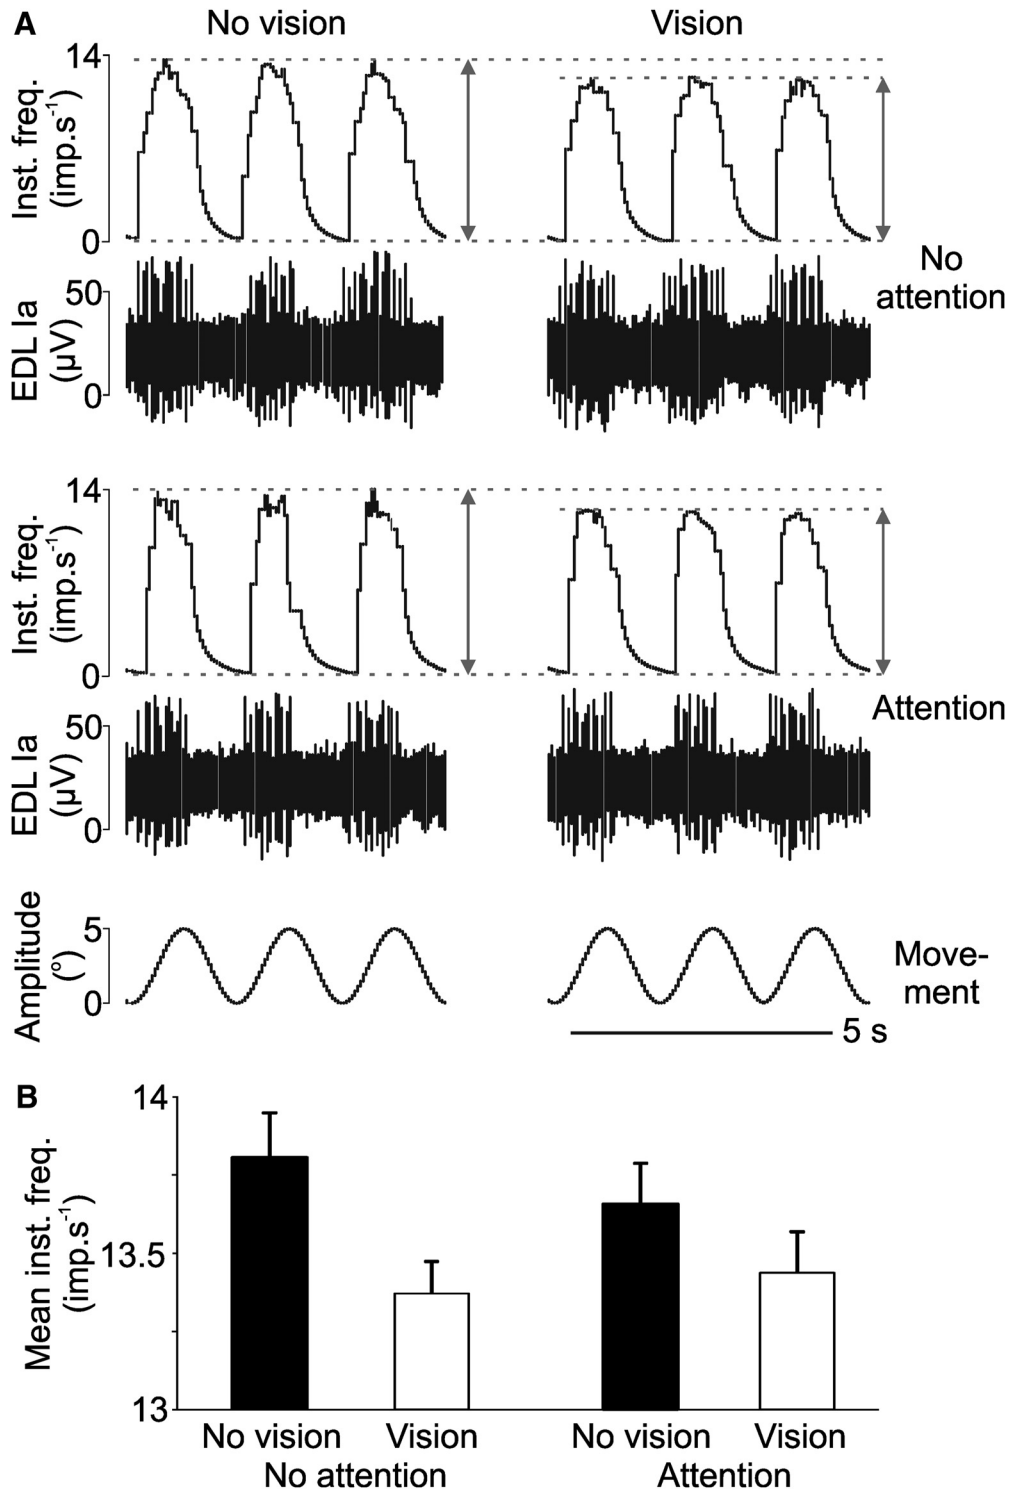 A
No vision
Vision
Inst. freq.
(imp.s⁻¹)
14
0
No
attention
EDL Ia
(µV)
50
0
Inst. freq.
(imp.s⁻¹)
14
0
Attention
EDL Ia
(µV)
50
0
Amplitude
(°)
5
0
Move-
ment
5 s
B
Mean inst. freq.
(imp.s⁻¹)
14
13.5
13
No vision
Vision
No vision
Vision
No attention
Attention